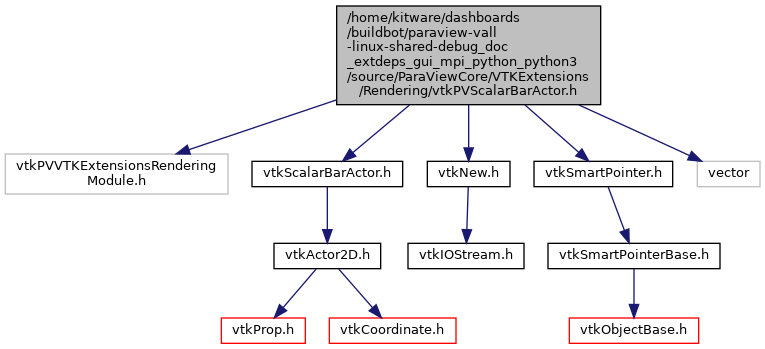 /home/kitware/dashboards
/buildbot/paraview-vall
-linux-shared-debug_doc
_extdeps_gui_mpi_python_python3
/source/ParaViewCore/VTKExtensions
/Rendering/vtkPVScalarBarActor.h
vtkPVVTKExtensionsRendering
Module.h
vtkScalarBarActor.h
vtkNew.h
vtkSmartPointer.h
vector
vtkActor2D.h
vtkIOStream.h
vtkSmartPointerBase.h
vtkProp.h
vtkCoordinate.h
vtkObjectBase.h